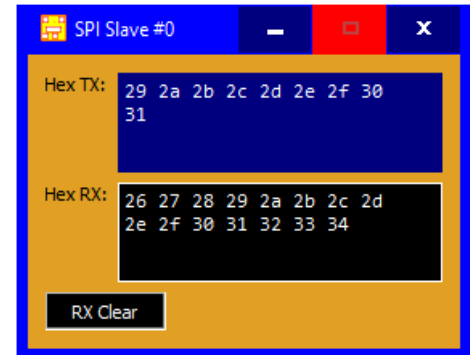 SPI Slave #0
Hex TX:
29 2a 2b 2c 2d 2e 2f 30
31
Hex RX:
26 27 28 29 2a 2b 2c 2d
2e 2f 30 31 32 33 34
RX Clear